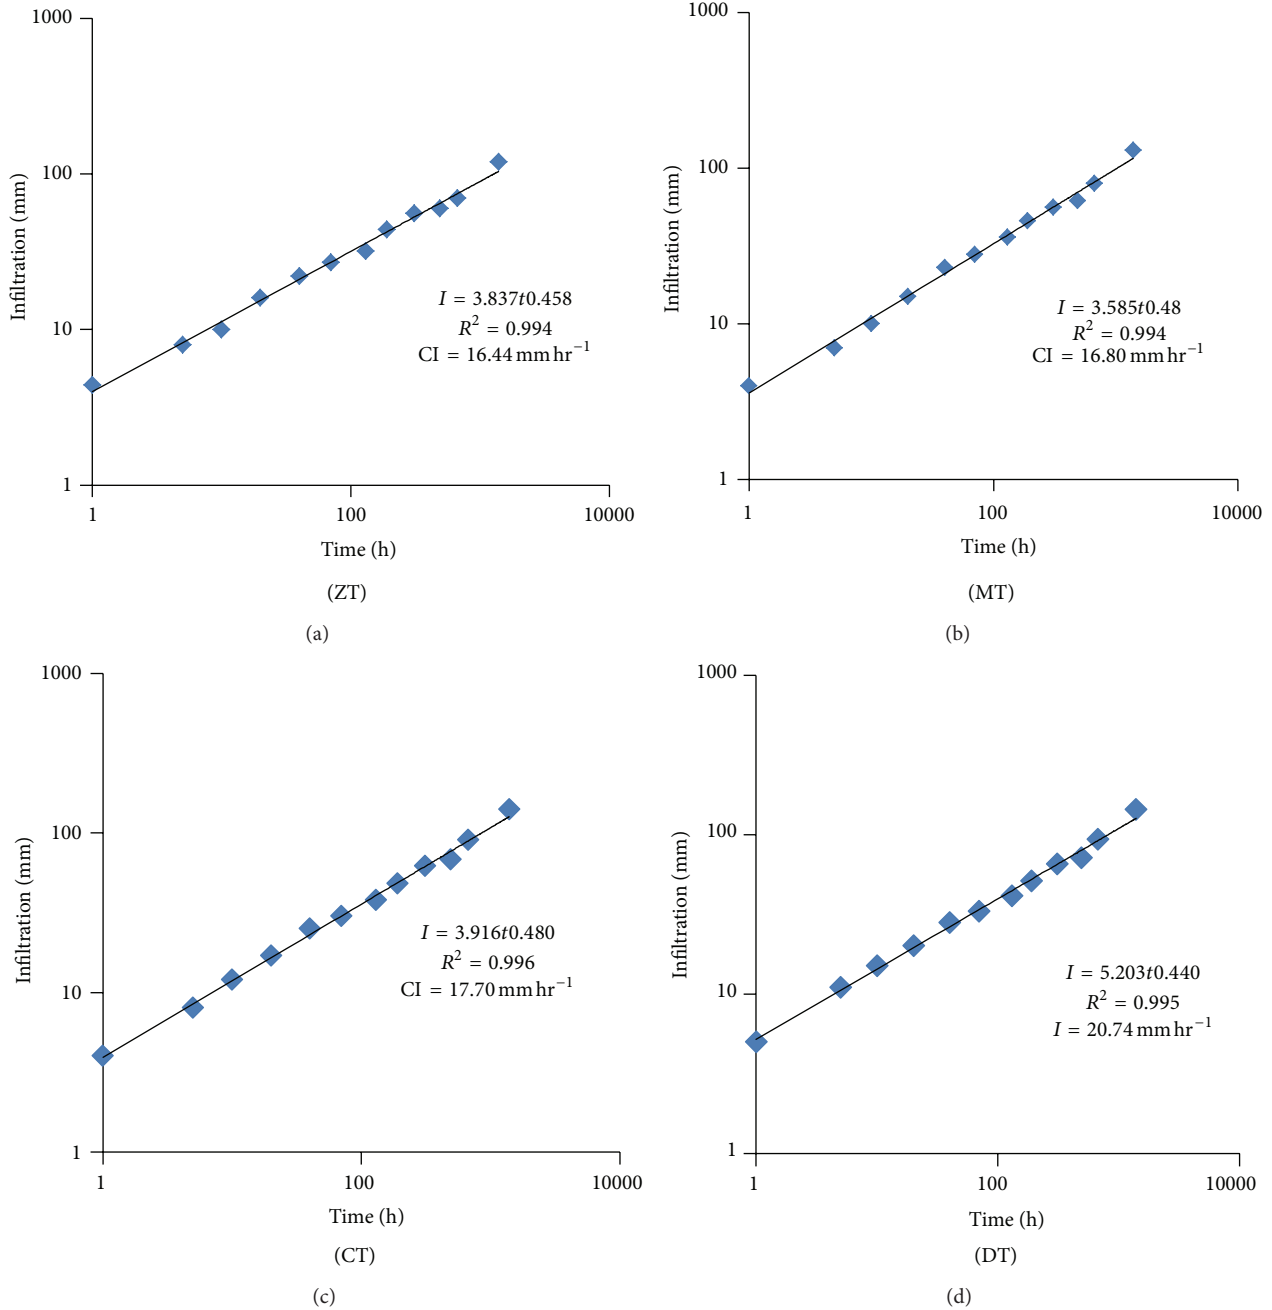 1000
100
10
1
Infiltration (mm)
I = 3.837t0.458
R² = 0.994
CI = 16.44 mm hr⁻¹
1
100
10000
Time (h)
(ZT)
(a)
1000
100
10
1
Infiltration (mm)
I = 3.585t0.48
R² = 0.994
CI = 16.80 mm hr⁻¹
1
100
10000
Time (h)
(MT)
(b)
1000
100
10
1
Infiltration (mm)
I = 3.916t0.480
R² = 0.996
CI = 17.70 mm hr⁻¹
1
100
10000
Time (h)
(CT)
(c)
1000
100
10
1
Infiltration (mm)
I = 5.203t0.440
R² = 0.995
I = 20.74 mm hr⁻¹
1
100
10000
Time (h)
(DT)
(d)